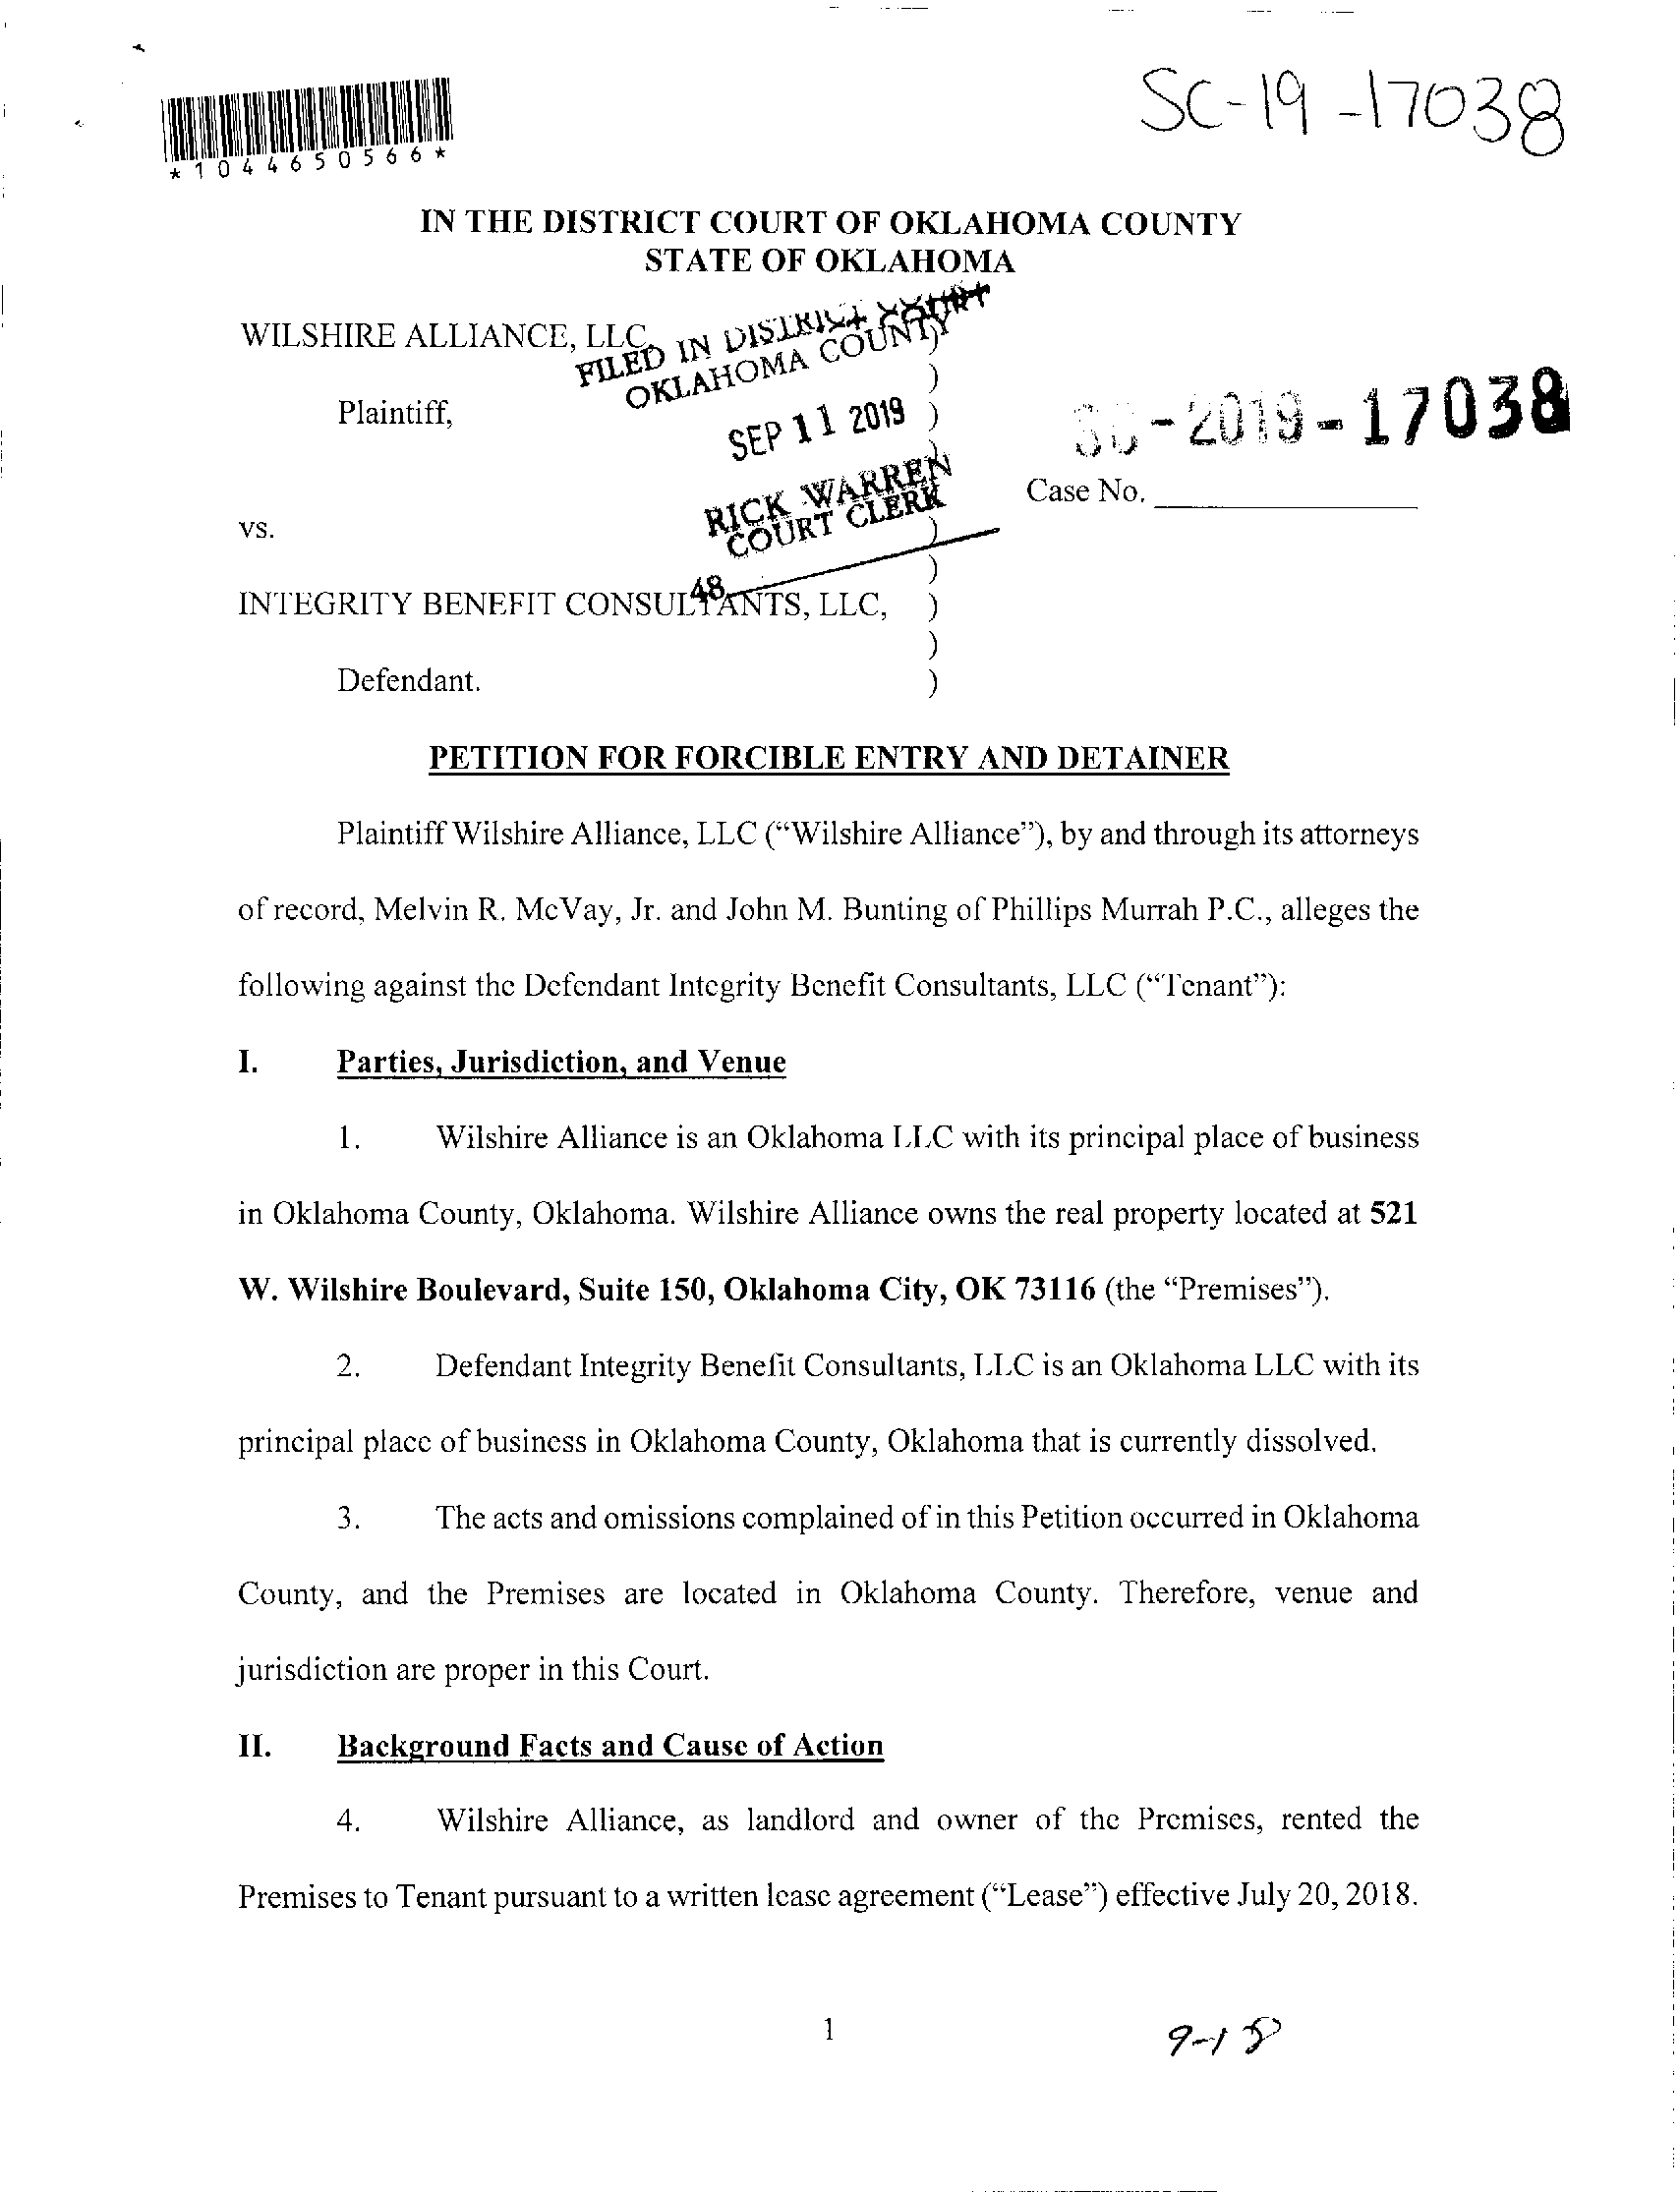 SC-19-17038
*1044650566*
IN THE DISTRICT COURT OF OKLAHOMA COUNTY
STATE OF OKLAHOMA
WILSHIRE ALLIANCE, LLC,
FILED IN DISTRICT COURT
OKLAHOMA COUNTY
)
)
Plaintiff,
SEP 11 2019
)
SC-2019-17038
RICK WARREN
COURT CLERK
Case No.
vs.
)
48
)
INTEGRITY BENEFIT CONSULTANTS, LLC, )
)
Defendant. )
PETITION FOR FORCIBLE ENTRY AND DETAINER
Plaintiff Wilshire Alliance, LLC (“Wilshire Alliance”), by and through its attorneys
of record, Melvin R. McVay, Jr. and John M. Bunting of Phillips Murrah P.C., alleges the
following against the Defendant Integrity Benefit Consultants, LLC (“Tenant”):
I. Parties, Jurisdiction, and Venue
1. Wilshire Alliance is an Oklahoma LLC with its principal place of business
in Oklahoma County, Oklahoma. Wilshire Alliance owns the real property located at 521
W. Wilshire Boulevard, Suite 150, Oklahoma City, OK 73116 (the “Premises”).
2. Defendant Integrity Benefit Consultants, LLC is an Oklahoma LLC with its
principal place of business in Oklahoma County, Oklahoma that is currently dissolved.
3. The acts and omissions complained of in this Petition occurred in Oklahoma
County, and the Premises are located in Oklahoma County. Therefore, venue and
jurisdiction are proper in this Court.
II. Background Facts and Cause of Action
4. Wilshire Alliance, as landlord and owner of the Premises, rented the
Premises to Tenant pursuant to a written lease agreement (“Lease”) effective July 20, 2018.
1